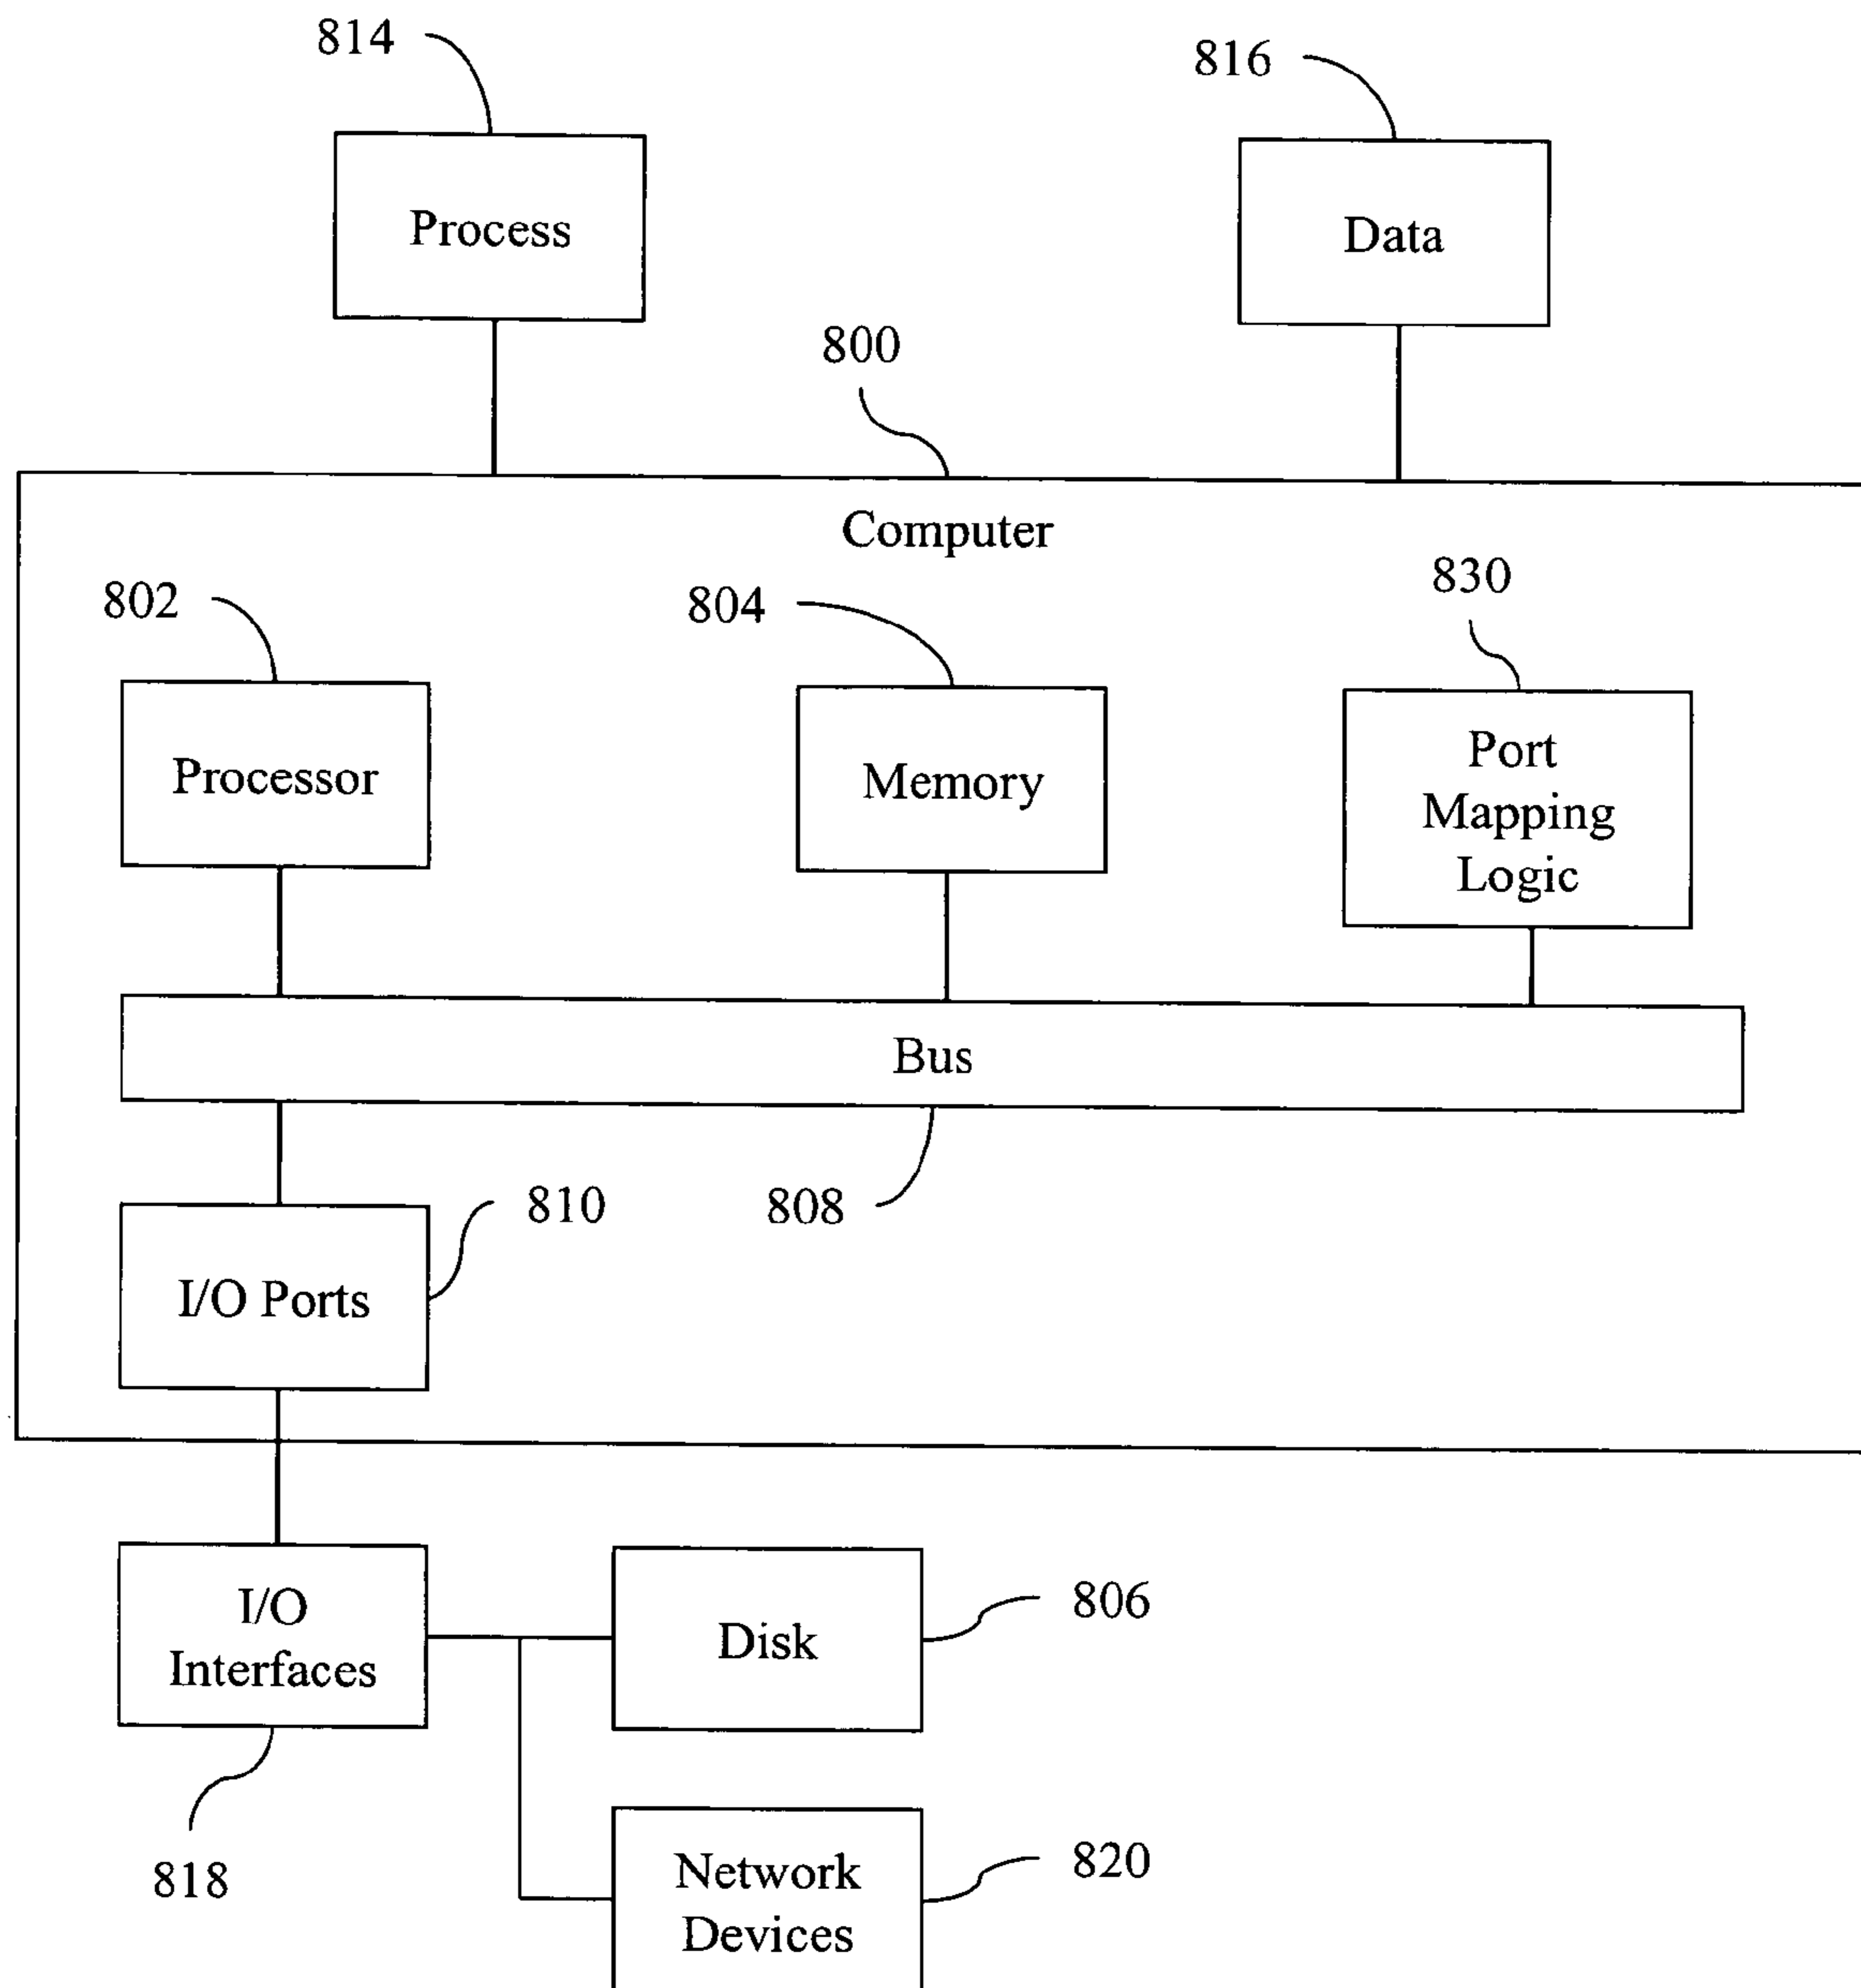 814
816
Process
Data
800
Computer
802
804
830
Processor
Memory
Port
Mapping
Logic
Bus
810
808
I/O Ports
I/O
Interfaces
Disk
806
818
Network
Devices
820